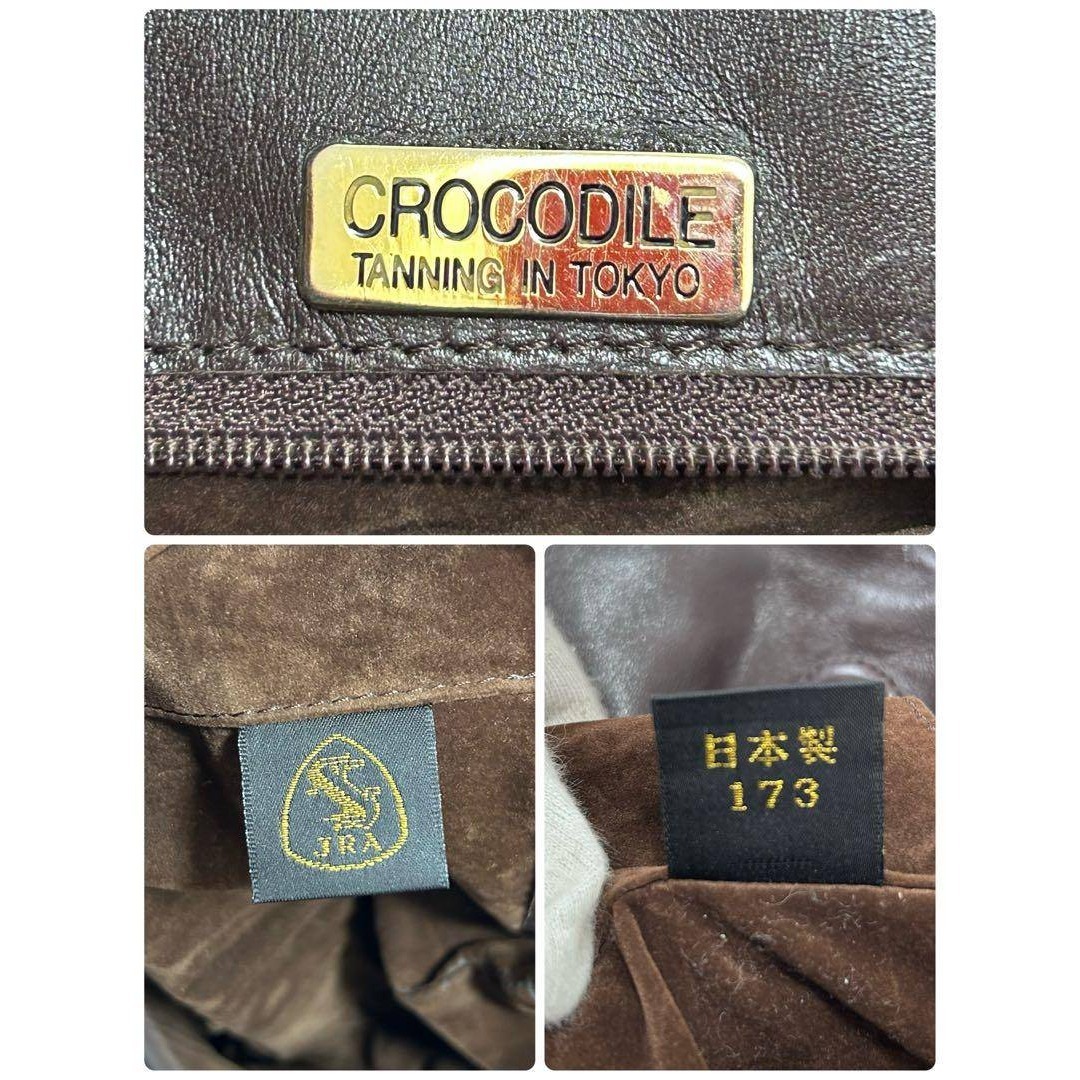 CROCODILE
TANNING IN TOKYO
JRA
日本製
173